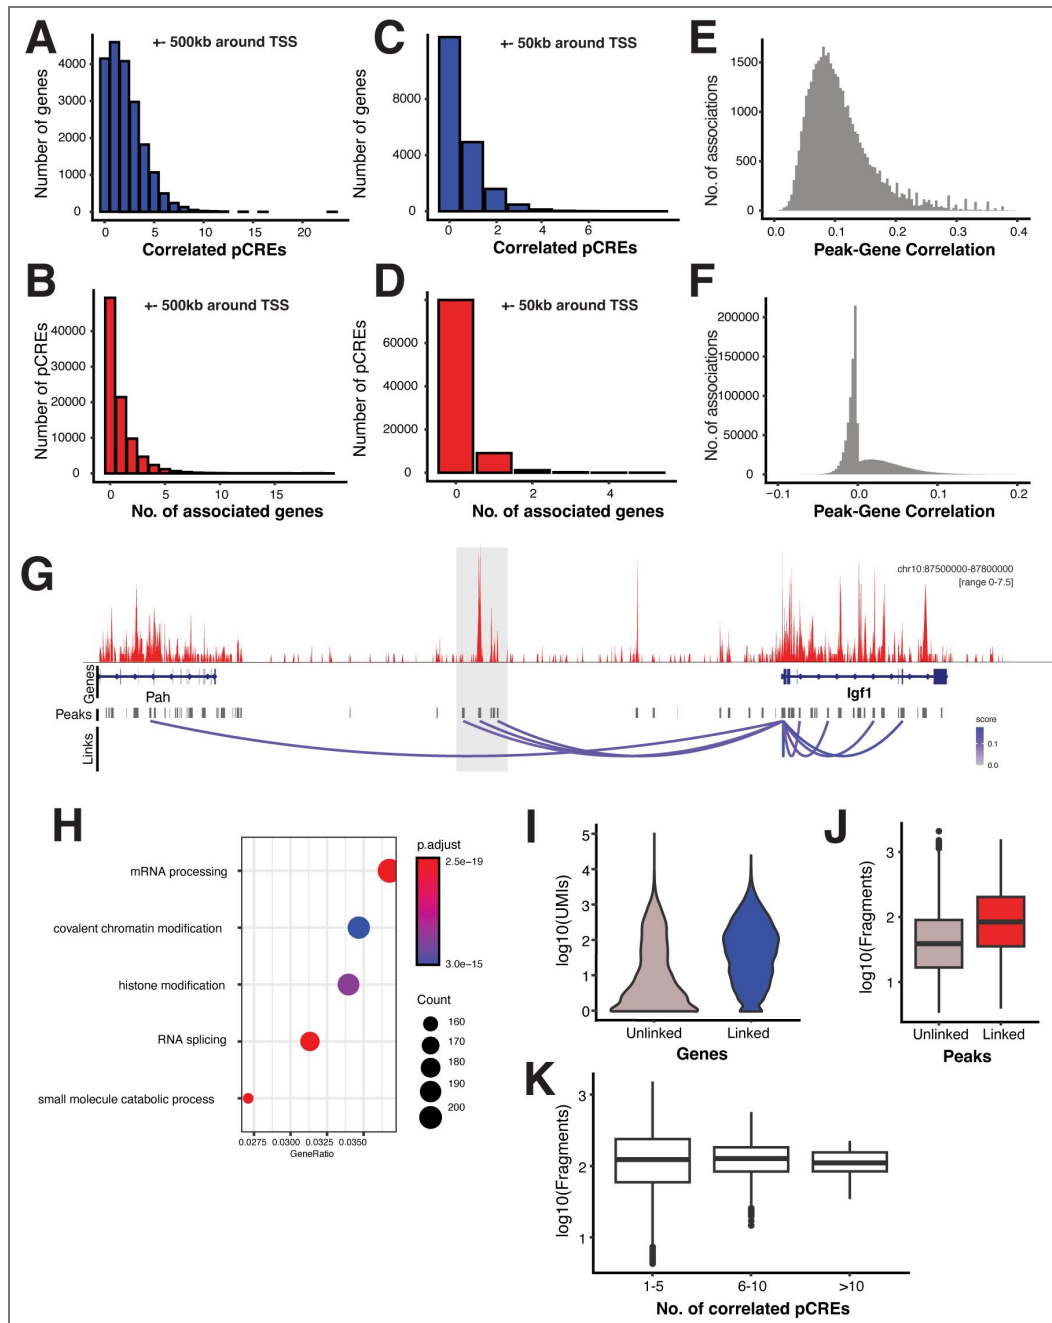 A
+- 500kb around TSS
Number of genes
4000
3000
2000
1000
0
0
5
10
15
20
Correlated pCREs
C
+- 50kb around TSS
Number of genes
8000
4000
0
0
2
4
6
Correlated pCREs
E
No. of associations
1500
1000
500
0
0.0
0.1
0.2
0.3
0.4
Peak-Gene Correlation
B
+- 500kb around TSS
Number of pCREs
40000
30000
20000
10000
0
0
5
10
15
No. of associated genes
D
+- 50kb around TSS
Number of pCREs
60000
40000
20000
0
0
2
4
No. of associated genes
F
No. of associations
200000
150000
100000
50000
0
−0.1
0.0
0.1
0.2
Peak-Gene Correlation
G
chr10:87500000-87800000
[range 0-7.5]
Genes
Pah
Igf1
Peaks
Links
score
0.1
0.0
H
mRNA processing
covalent chromatin modification
histone modification
RNA splicing
small molecule catabolic process
0.0275
0.0300
0.0325
0.0350
GeneRatio
p.adjust
2.5e-19
3.0e-15
Count
160
170
180
190
200
I
log10(UMIs)
5
4
3
2
1
0
Unlinked
Linked
Genes
J
log10(Fragments)
3
2
1
Unlinked
Linked
Peaks
K
log10(Fragments)
3
2
1
1-5
6-10
>10
No. of correlated pCREs